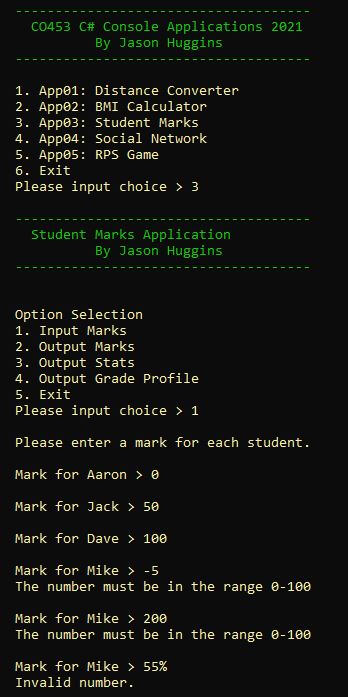 -------------------------------------
CO453 C# Console Applications 2021
By Jason Huggins
-------------------------------------
1. App01: Distance Converter
2. App02: BMI Calculator
3. App03: Student Marks
4. App04: Social Network
5. App05: RPS Game
6. Exit
Please input choice > 3
-------------------------------------
Student Marks Application
By Jason Huggins
-------------------------------------
Option Selection
1. Input Marks
2. Output Marks
3. Output Stats
4. Output Grade Profile
5. Exit
Please input choice > 1
Please enter a mark for each student.
Mark for Aaron > 0
Mark for Jack > 50
Mark for Dave > 100
Mark for Mike > -5
The number must be in the range 0-100
Mark for Mike > 200
The number must be in the range 0-100
Mark for Mike > 55%
Invalid number.